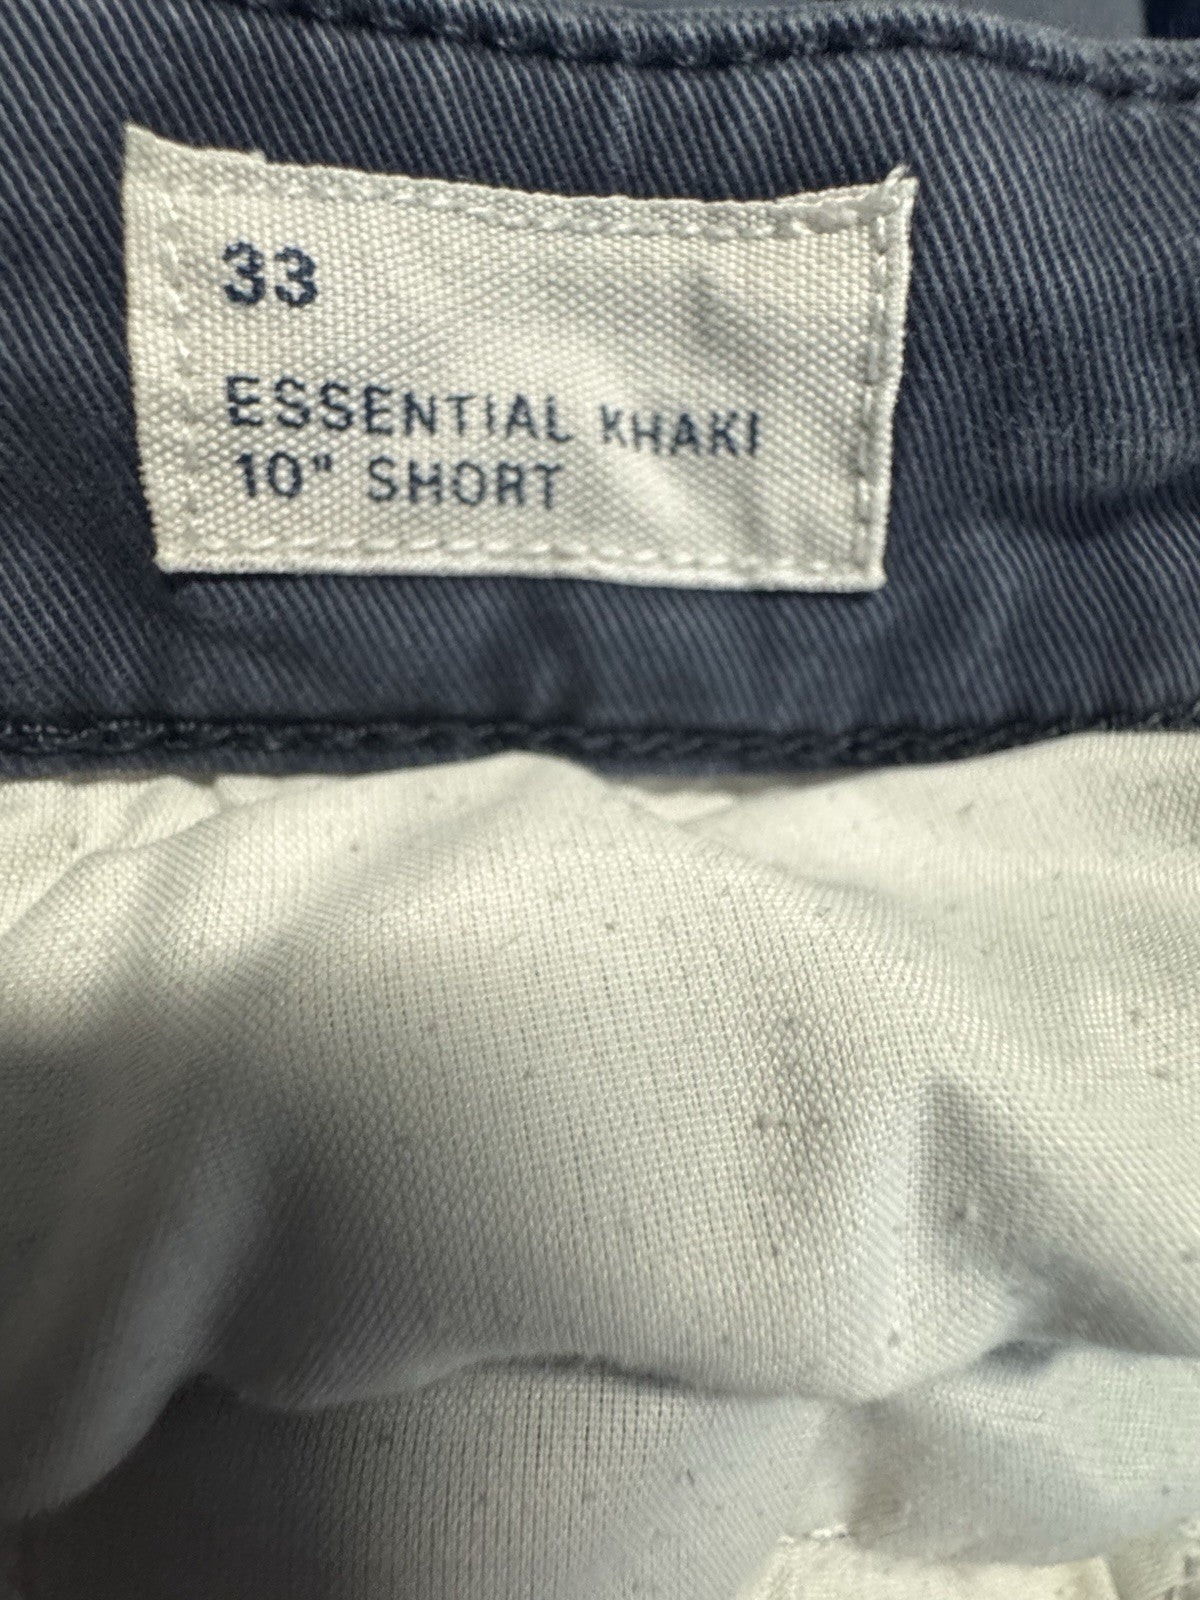 33
ESSENTIAL KHAKI
10" SHORT